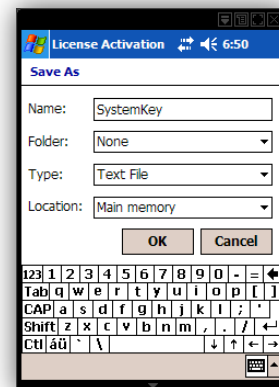 License Activation 6:50
Save As
Name: SystemKey
Folder: None
Type: Text File
Location: Main memory
OK Cancel
123 1 2 3 4 5 6 7 8 9 0 - =
Tab q w e r t y u i o p [ ]
CAP a s d f g h j k l ; '
Shift z x c v b n m , . /
Ctl áü ` \